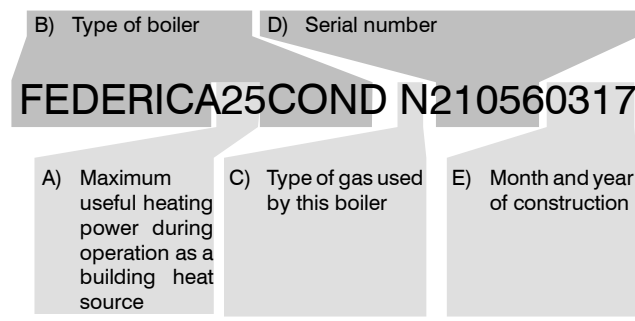 B) Type of boiler
D) Serial number
FEDERICA25COND N210560317
A) Maximum
useful heating
power during
operation as a
building heat
source
C) Type of gas used
by this boiler
E) Month and year
of construction